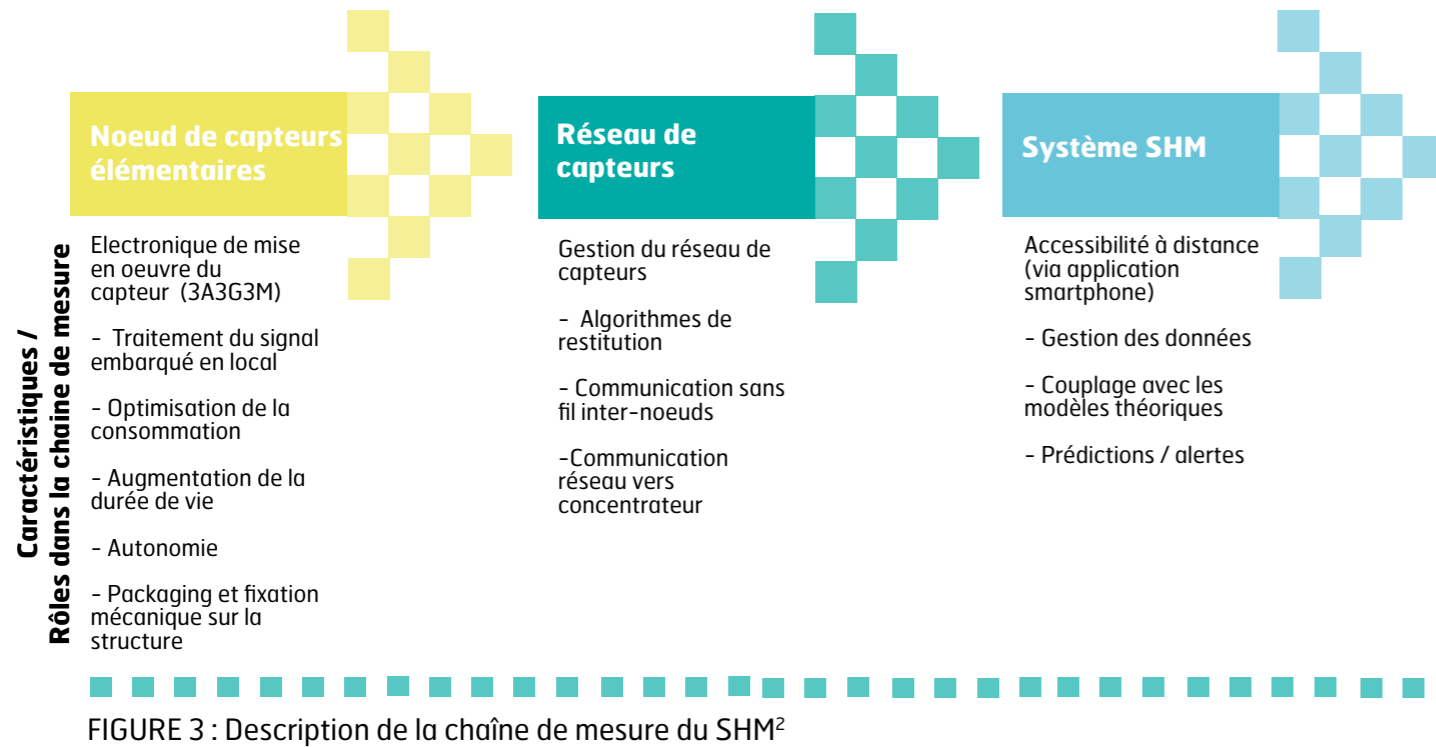 Caractéristiques /
Rôles dans la chaine de mesure
Noeud de capteurs
élémentaires
Electronique de mise
en oeuvre du
capteur (3A3G3M)
- Traitement du signal
embarqué en local
- Optimisation de la
consommation
- Augmentation de la
durée de vie
- Autonomie
- Packaging et fixation
mécanique sur la
structure
Réseau de
capteurs
Gestion du réseau de
capteurs
- Algorithmes de
restitution
- Communication sans
fil inter-noeuds
-Communication
réseau vers
concentrateur
Système SHM
Accessibilité à distance
(via application
smartphone)
- Gestion des données
- Couplage avec les
modèles théoriques
- Prédictions / alertes
FIGURE 3 : Description de la chaîne de mesure du SHM²